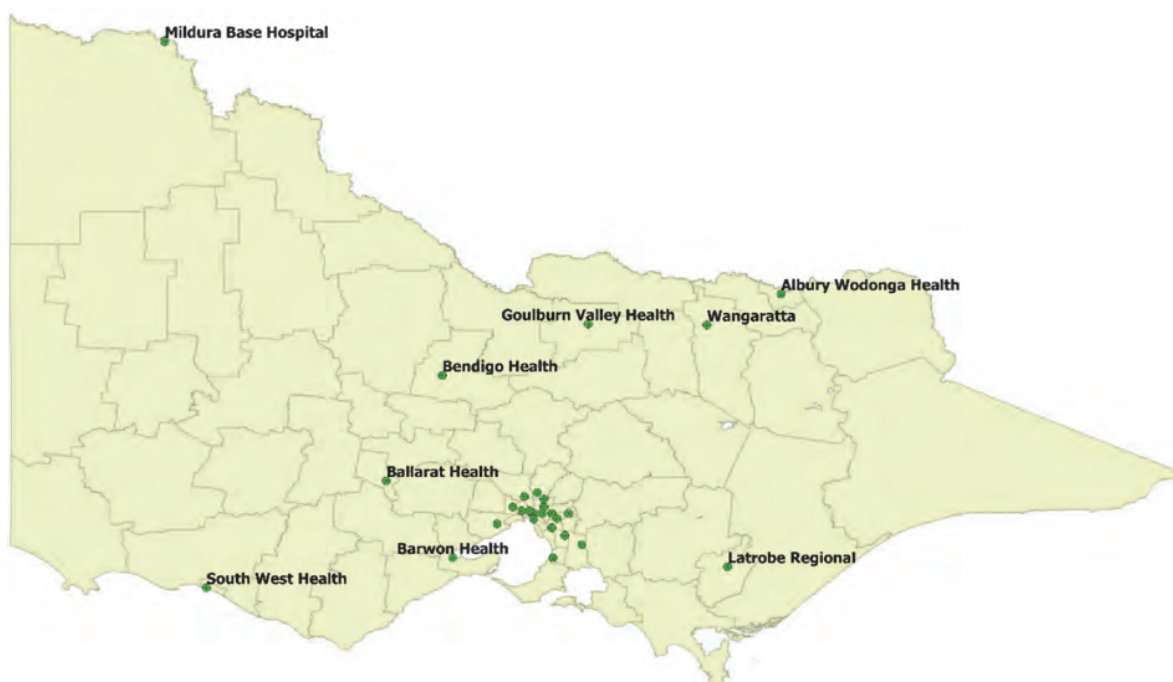 Mildura Base Hospital
Albury Wodonga Health
Goulburn Valley Health
Wangaratta
Bendigo Health
Ballarat Health
Barwon Health
Latrobe Regional
South West Health